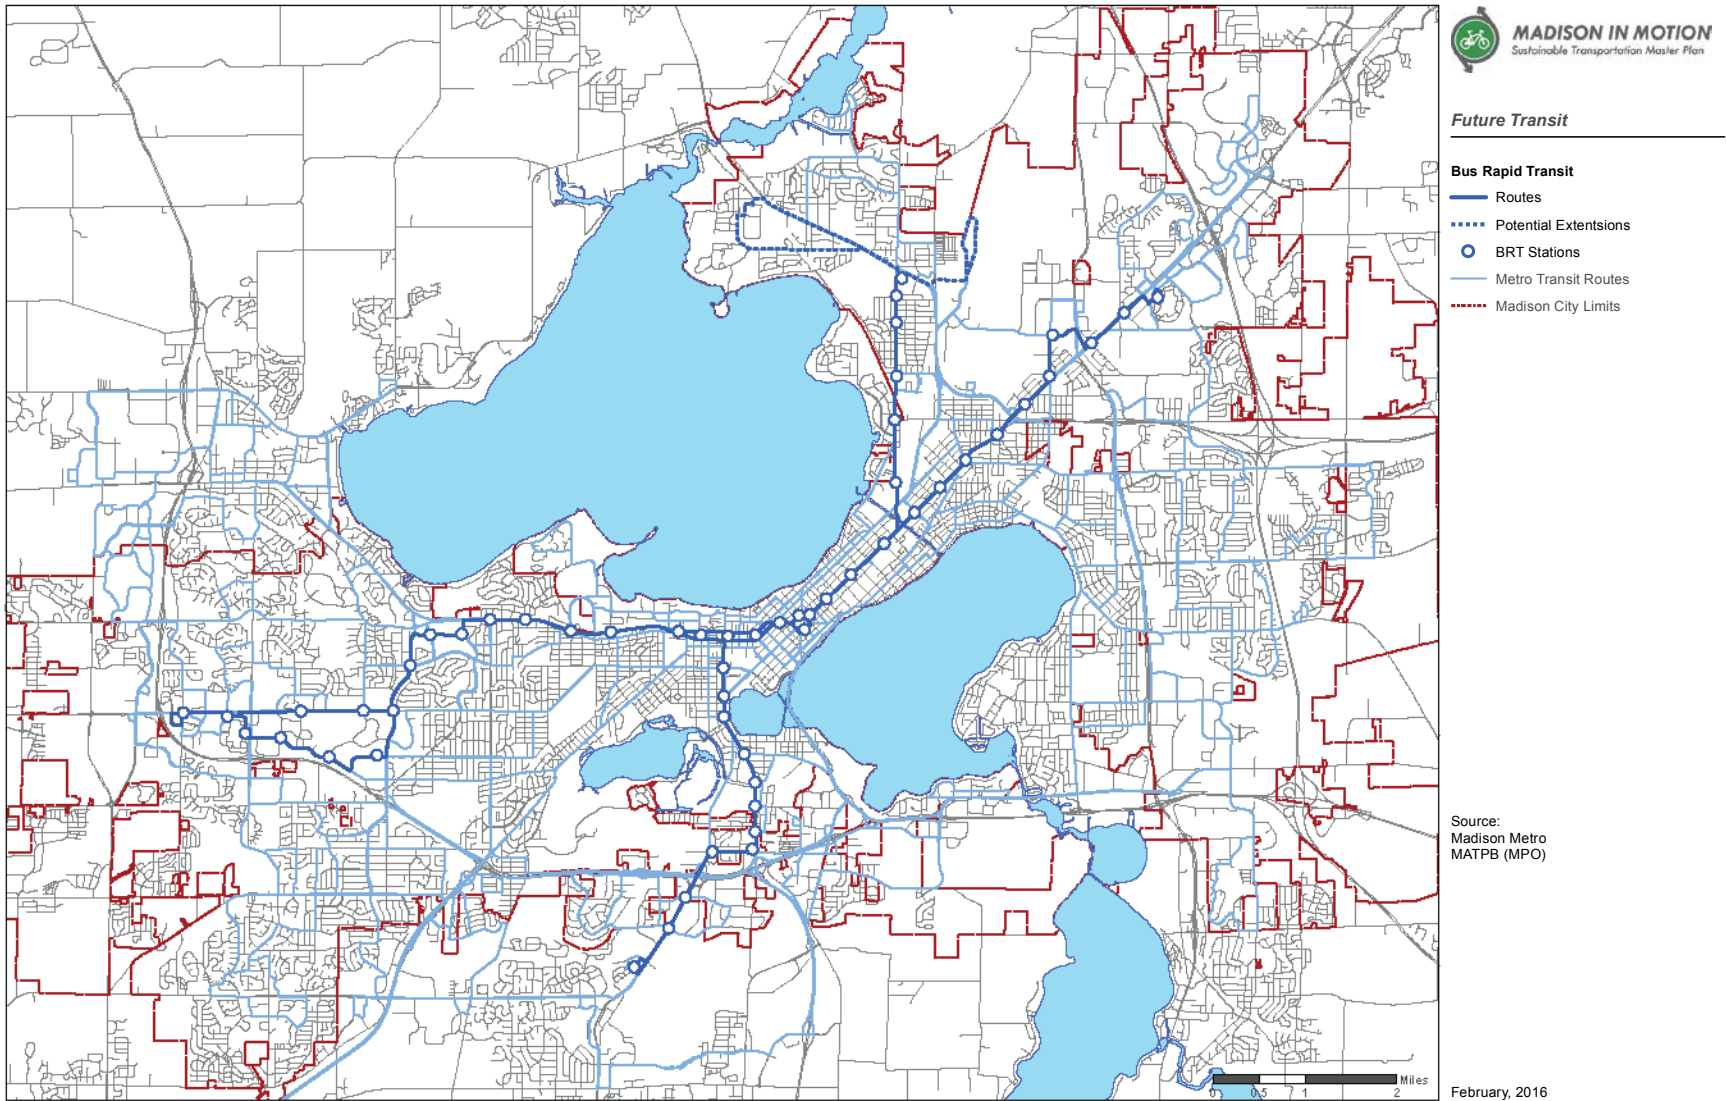 MADISON IN MOTION
Sustainable Transportation Master Plan
Future Transit
Bus Rapid Transit
Routes
Potential Extentsions
BRT Stations
Metro Transit Routes
Madison City Limits
Source:
Madison Metro
MATPB (MPO)
Miles
0 0.5 1 2
February, 2016